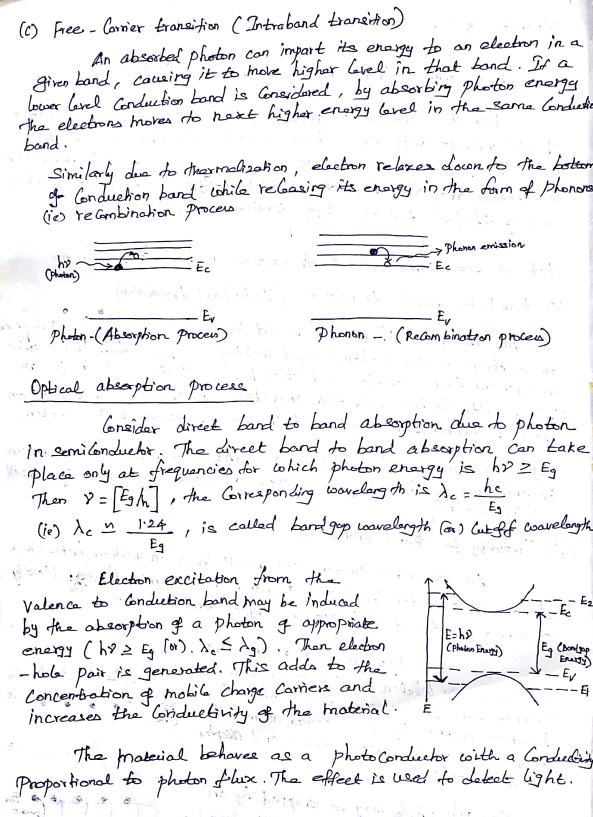 (c) Free - Carrier transition (Intraband transition)
An absorbed photon can impart its energy to an electron in a
given band, causing it to move higher level in that band. If a
lower level conduction band is considered, by absorbing photon energy
the electrons moves to next higher energy level in the same conducti
band.
Similarly due to thermalization, electron relaxes down to the bottom
of conduction band while releasing its energy in the form of phonons
(ie) recombination process
hν
(photon)
Ec
Phonon emission
Ec
Ev
Ev
Photon -(Absorption process)
Phonon - (Recombination process)
Optical absorption process
Consider direct band to band absorption due to photon
in semiconductor. The direct band to band absorption can take
place only at frequencies for which photon energy is hν ≥ Eg
Then ν = [Eg/h], the corresponding wavelength is λc = hc/Eg
(ie) λc ≃ 1.24/Eg, is called bandgap wavelength (or) cutoff wavelength
∴ Electron excitation from the
valence to conduction band may be induced
by the absorption of a photon of appropriate
energy (hν ≥ Eg (or). λc ≤ λg.). Then electron
-hole pair is generated. This adds to the
concentration of mobile charge carriers and
increases the conductivity of the material.
E2
Ec
E=hν
(Photon Energy)
Eg (Bandgap
Energy)
Ev
E1
E
The material behaves as a photoconductor with a conductivity
proportional to photon flux. The effect is used to detect light.